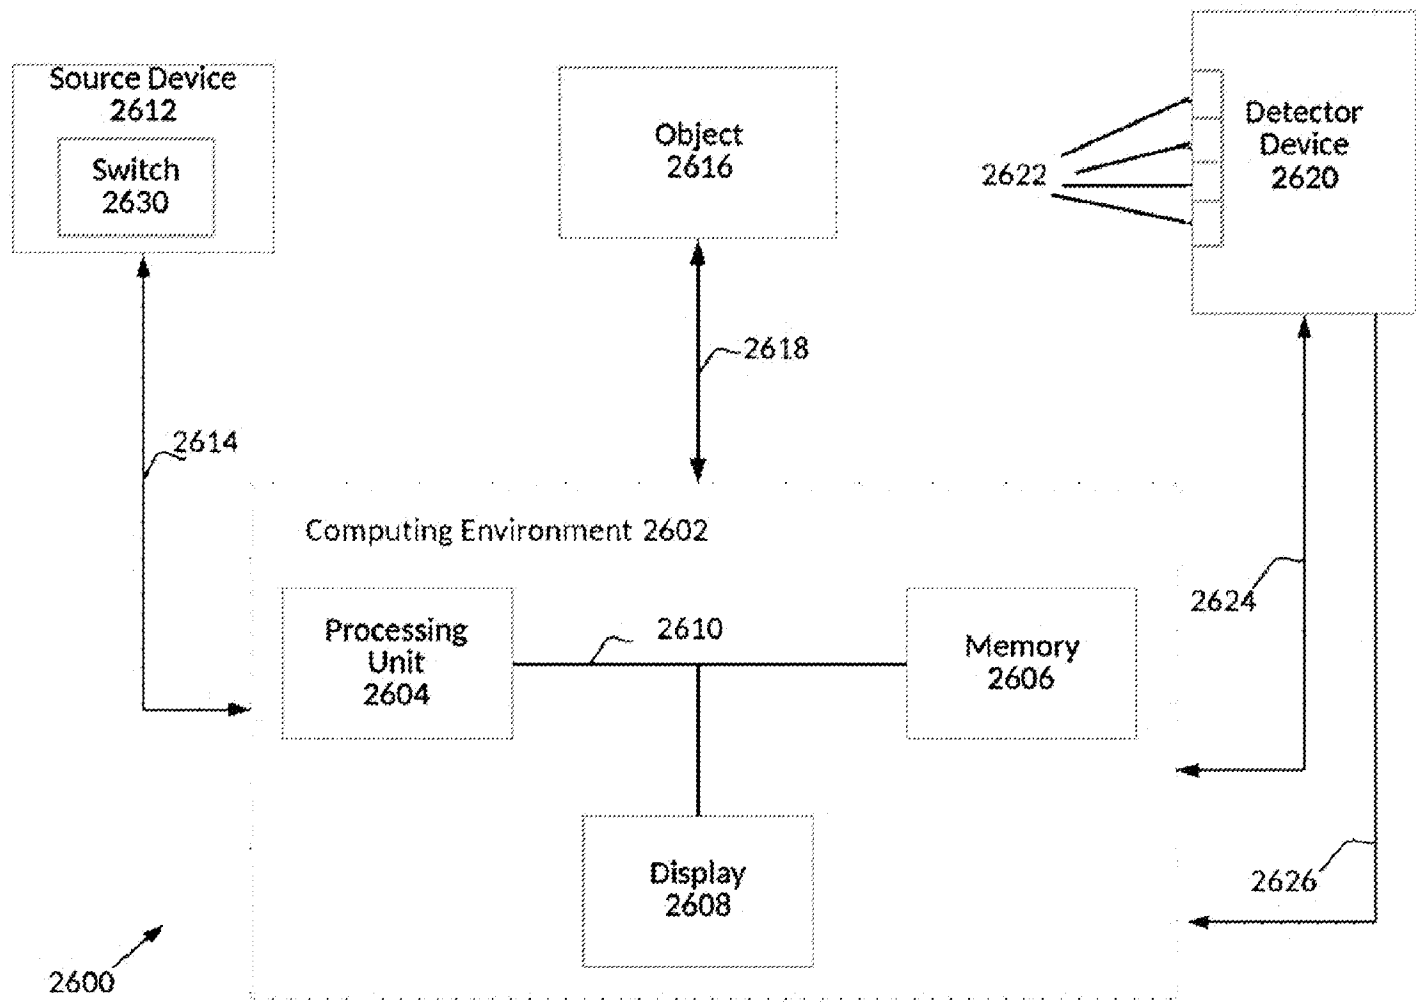 Source Device
2612
Switch
2630
Object
2616
2622
Detector
Device
2620
2618
2614
Computing Environment 2602
2624
Processing
Unit
2604
2610
Memory
2606
Display
2608
2626
2600